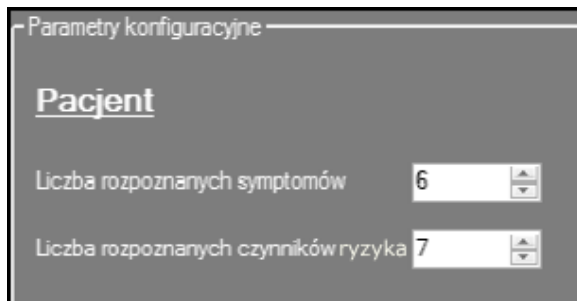 Parametry konfiguracyjne
Pacjent
Liczba rozpoznanych symptomów 6
Liczba rozpoznanych czynników ryzyka 7